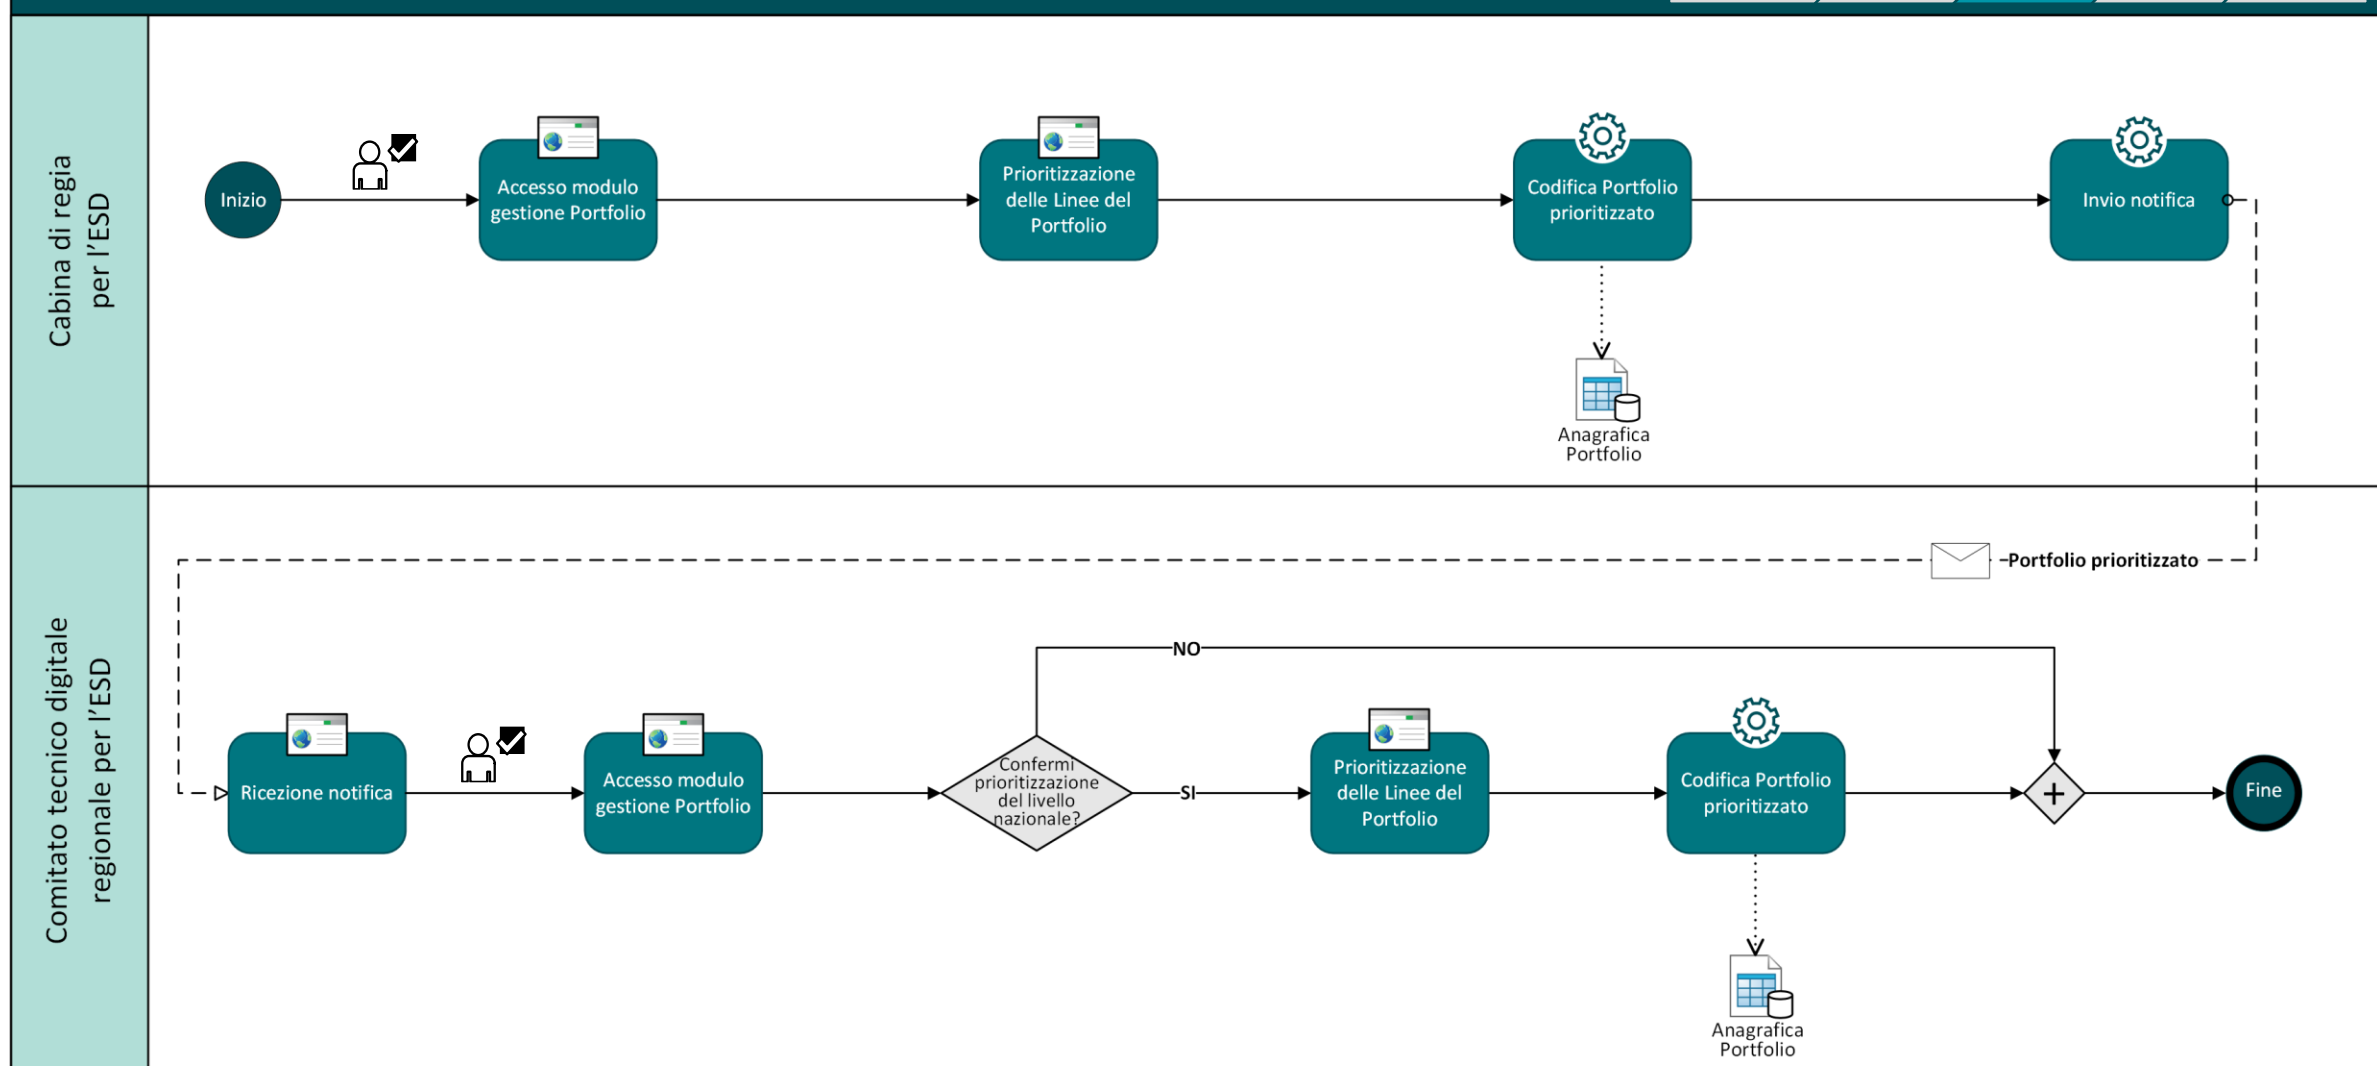 Cabina di regia
per l'ESD
Inizio
Accesso modulo
gestione Portfolio
Prioritizzazione
delle Linee del
Portfolio
Codifica Portfolio
prioritizzato
Invio notifica
Anagrafica
Portfolio
Portfolio prioritizzato
Comitato tecnico digitale
regionale per l'ESD
NO
Ricezione notifica
Accesso modulo
gestione Portfolio
Confermi
prioritizzazione
del livello
nazionale?
SI
Prioritizzazione
delle Linee del
Portfolio
Codifica Portfolio
prioritizzato
Fine
Anagrafica
Portfolio